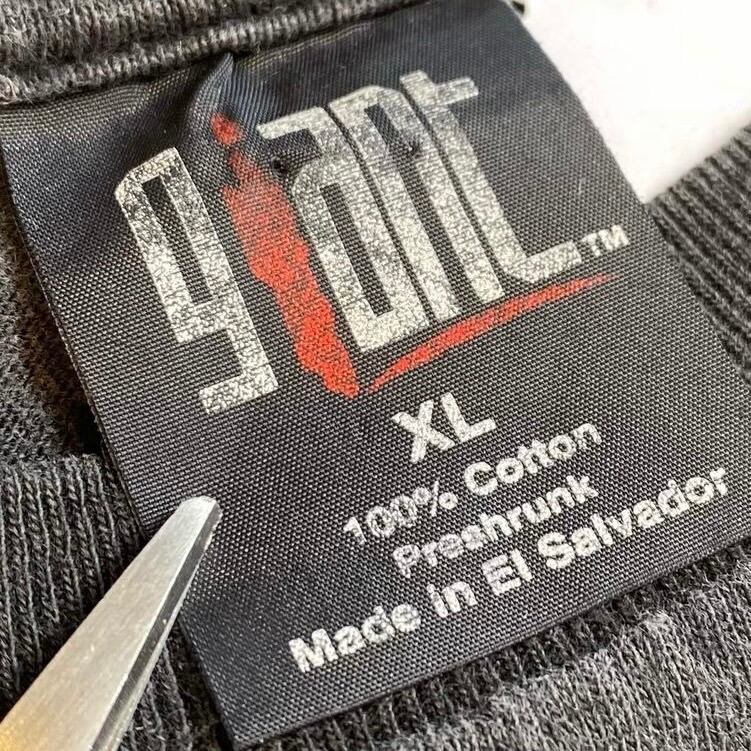 giant™
XL
100% Cotton
Preshrunk
Made in El Salvador